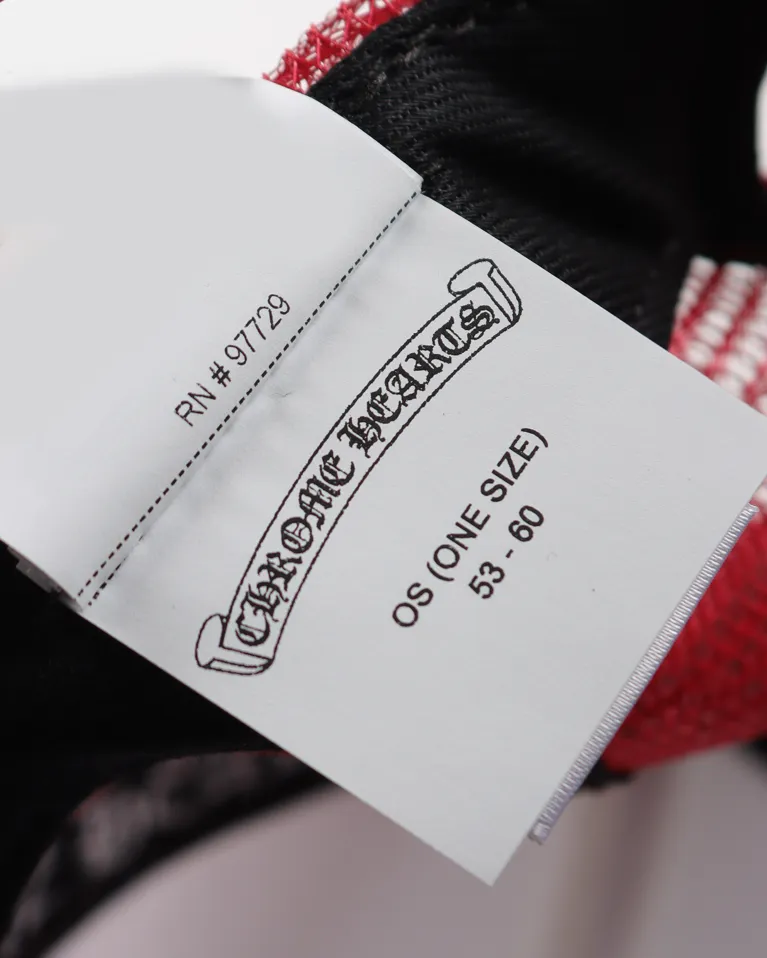 RN # 97729
CHROME HEARTS
OS (ONE SIZE)
53 - 60